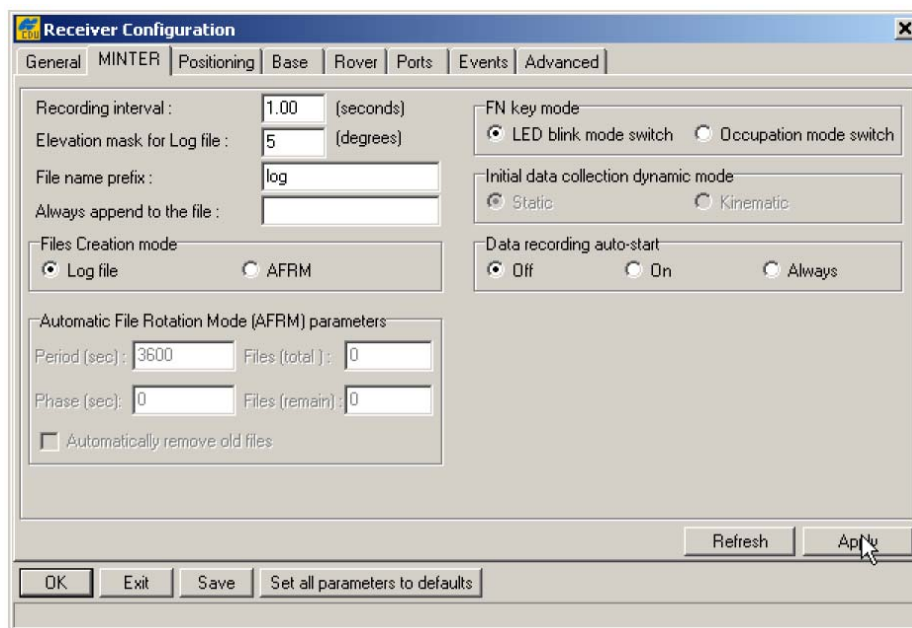 CDU Receiver Configuration
General MINTER Positioning Base Rover Ports Events Advanced
Recording interval : 1.00 (seconds)
Elevation mask for Log file : 5 (degrees)
File name prefix : log
Always append to the file :
Files Creation mode
Log file AFRM
Automatic File Rotation Mode (AFRM) parameters
Period (sec) : 3600 Files (total ) : 0
Phase (sec): 0 Files (remain) : 0
Automatically remove old files
FN key mode
LED blink mode switch Occupation mode switch
Initial data collection dynamic mode
Static Kinematic
Data recording auto-start
Off On Always
Refresh Apply
OK Exit Save Set all parameters to defaults